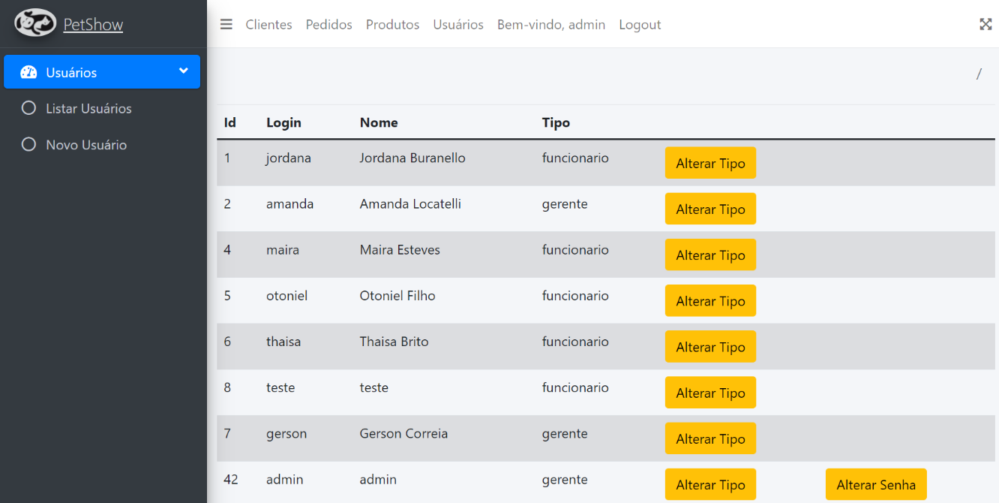 PetShow
Clientes Pedidos Produtos Usuários Bem-vindo, admin Logout
Usuários
Listar Usuários
Novo Usuário
/
Id Login Nome Tipo
1 jordana Jordana Buranello funcionario Alterar Tipo
2 amanda Amanda Locatelli gerente Alterar Tipo
4 maira Maira Esteves funcionario Alterar Tipo
5 otoniel Otoniel Filho funcionario Alterar Tipo
6 thaisa Thaisa Brito funcionario Alterar Tipo
8 teste teste funcionario Alterar Tipo
7 gerson Gerson Correia gerente Alterar Tipo
42 admin admin gerente Alterar Tipo Alterar Senha